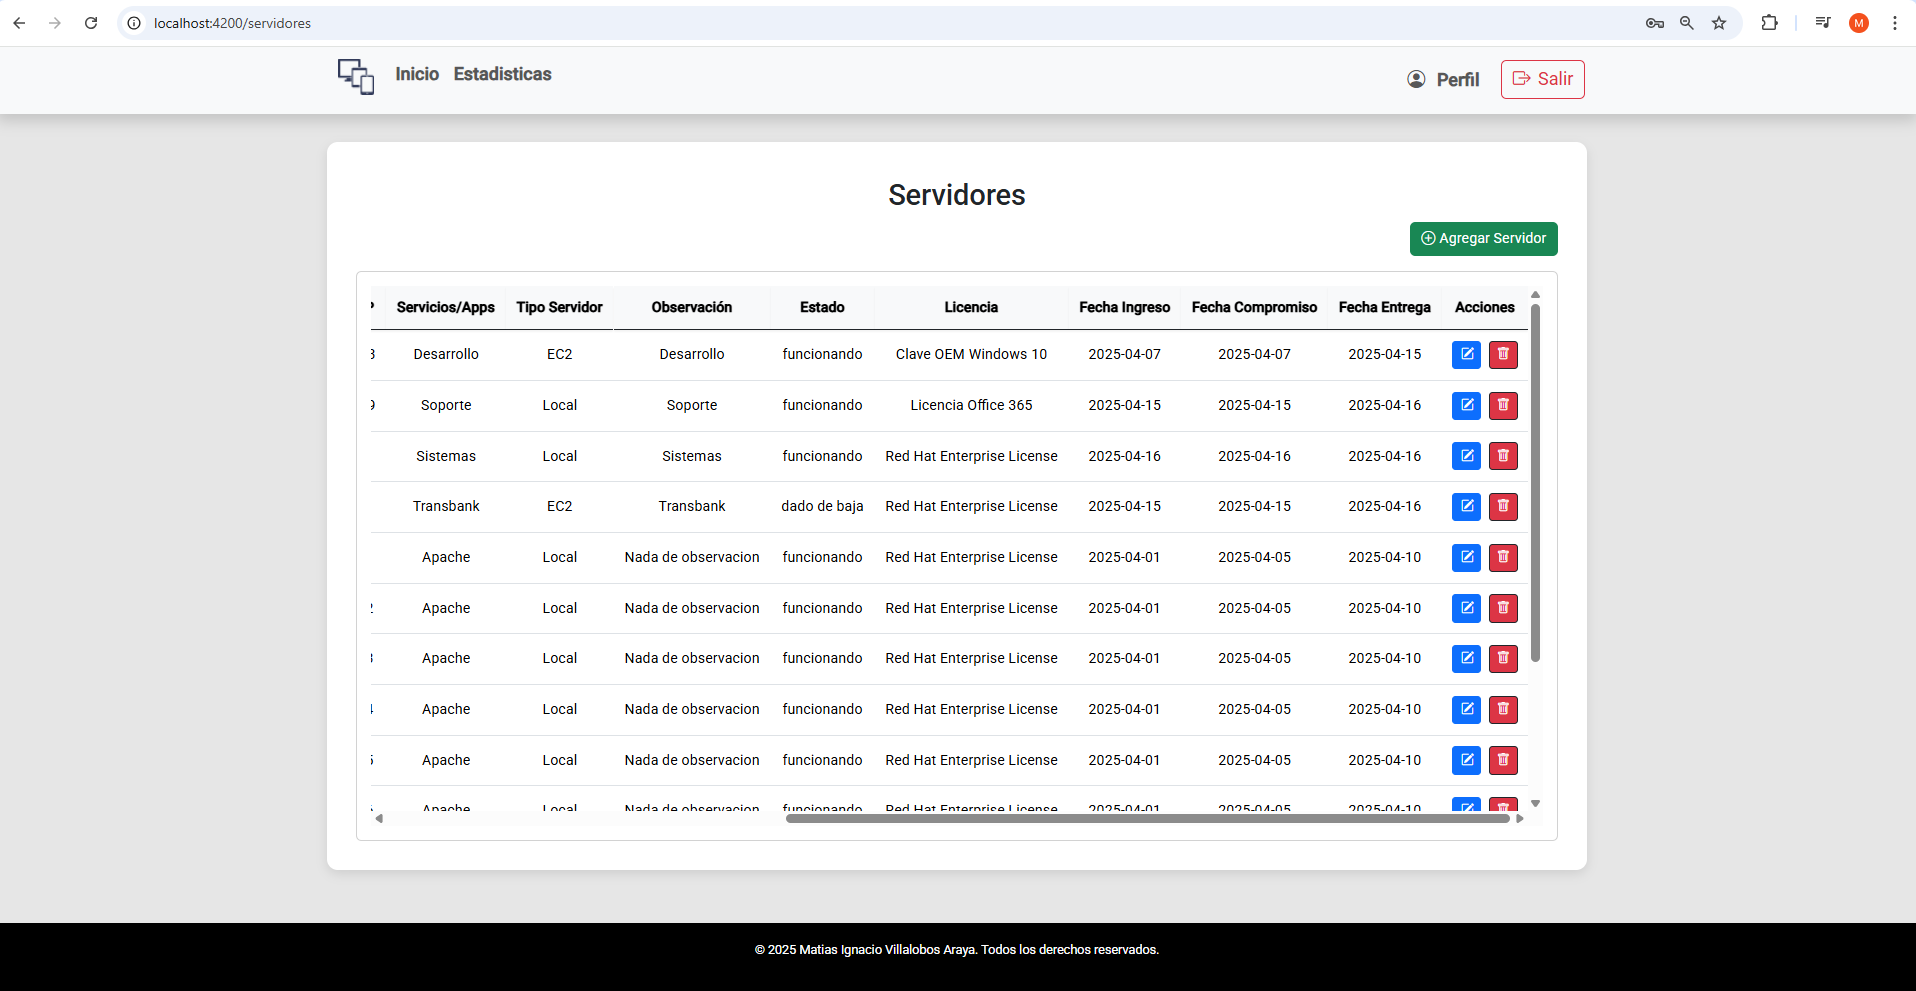 localhost:4200/servidores
M
Inicio Estadisticas Perfil Salir
Servidores
Agregar Servidor
Servicios/Apps Tipo Servidor Observación Estado Licencia Fecha Ingreso Fecha Compromiso Fecha Entrega Acciones
Desarrollo EC2 Desarrollo funcionando Clave OEM Windows 10 2025-04-07 2025-04-07 2025-04-15
Soporte Local Soporte funcionando Licencia Office 365 2025-04-15 2025-04-15 2025-04-16
Sistemas Local Sistemas funcionando Red Hat Enterprise License 2025-04-16 2025-04-16 2025-04-16
Transbank EC2 Transbank dado de baja Red Hat Enterprise License 2025-04-15 2025-04-15 2025-04-16
Apache Local Nada de observacion funcionando Red Hat Enterprise License 2025-04-01 2025-04-05 2025-04-10
Apache Local Nada de observacion funcionando Red Hat Enterprise License 2025-04-01 2025-04-05 2025-04-10
Apache Local Nada de observacion funcionando Red Hat Enterprise License 2025-04-01 2025-04-05 2025-04-10
Apache Local Nada de observacion funcionando Red Hat Enterprise License 2025-04-01 2025-04-05 2025-04-10
Apache Local Nada de observacion funcionando Red Hat Enterprise License 2025-04-01 2025-04-05 2025-04-10
Apache Local Nada de observacion funcionando Red Hat Enterprise License 2025-04-01 2025-04-05 2025-04-10
© 2025 Matias Ignacio Villalobos Araya. Todos los derechos reservados.